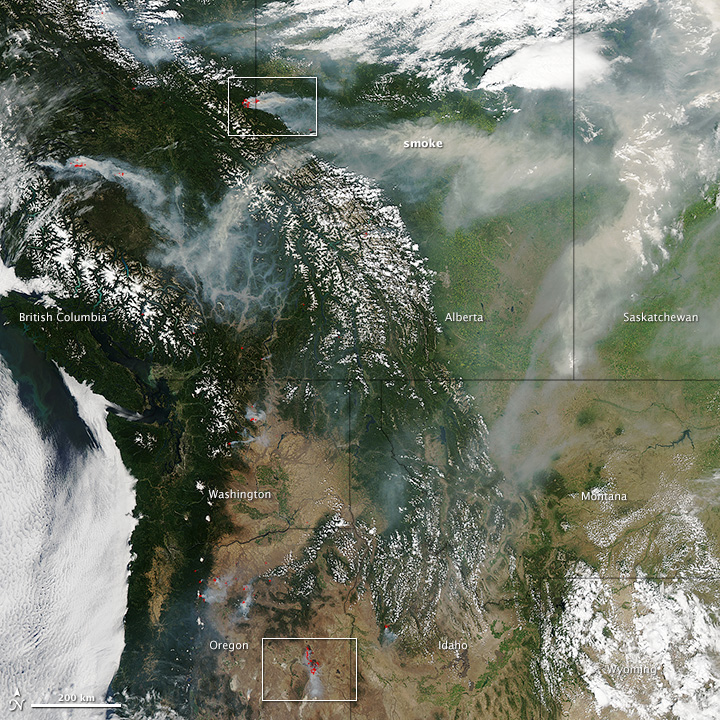 smoke
British Columbia
Alberta
Saskatchewan
Washington
Montana
Oregon
Idaho
Wyoming
N
200 km